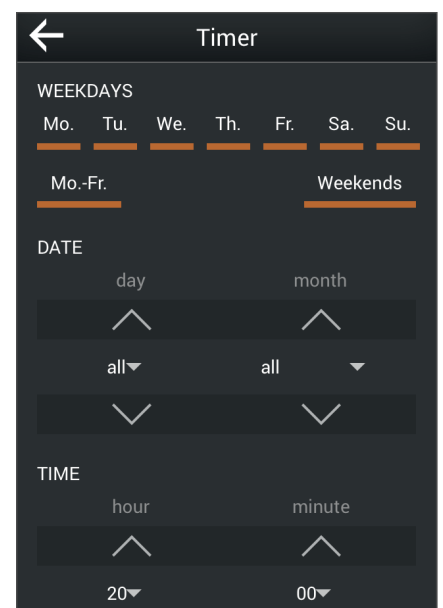 Timer
WEEKDAYS
Mo. Tu. We. Th. Fr. Sa. Su.
Mo.-Fr. Weekends
DATE
day month
all all
TIME
hour minute
20 00